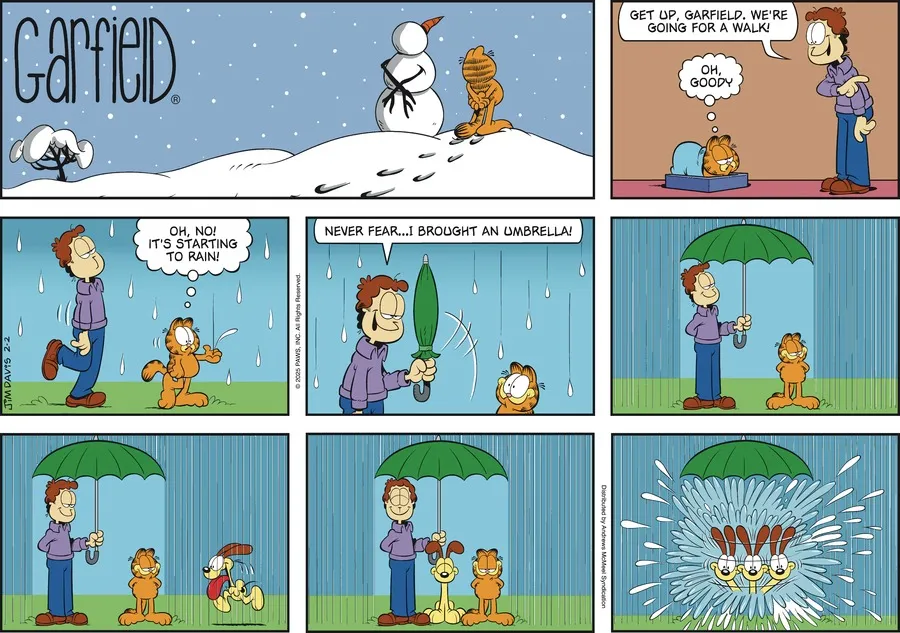 Garfield®
GET UP, GARFIELD. WE'RE
GOING FOR A WALK!
OH,
GOODY
OH, NO!
IT'S STARTING
TO RAIN!
JIM DAVIS 2-2
© 2025 PAWS, INC. All Rights Reserved.
NEVER FEAR...I BROUGHT AN UMBRELLA!
Distributed by Andrews McMeel Syndication